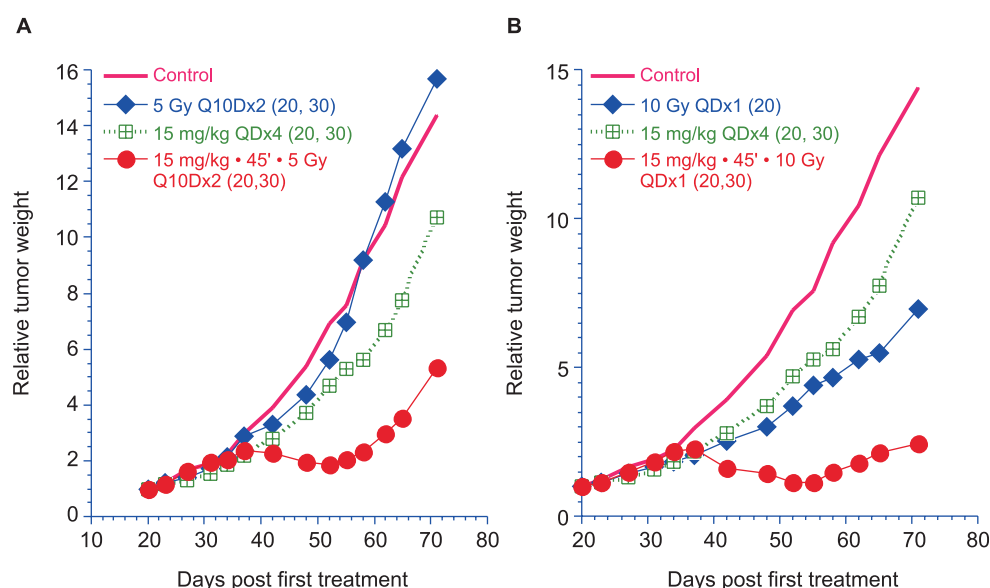 A
Control
5 Gy Q10Dx2 (20, 30)
15 mg/kg QDx4 (20, 30)
15 mg/kg • 45' • 5 Gy
Q10Dx2 (20,30)
Relative tumor weight
16
14
12
10
8
6
4
2
0
10
20
30
40
50
60
70
80
Days post first treatment
B
Control
10 Gy QDx1 (20)
15 mg/kg QDx4 (20, 30)
15 mg/kg • 45' • 10 Gy
QDx1 (20,30)
Relative tumor weight
15
10
5
0
20
30
40
50
60
70
80
Days post first treatment